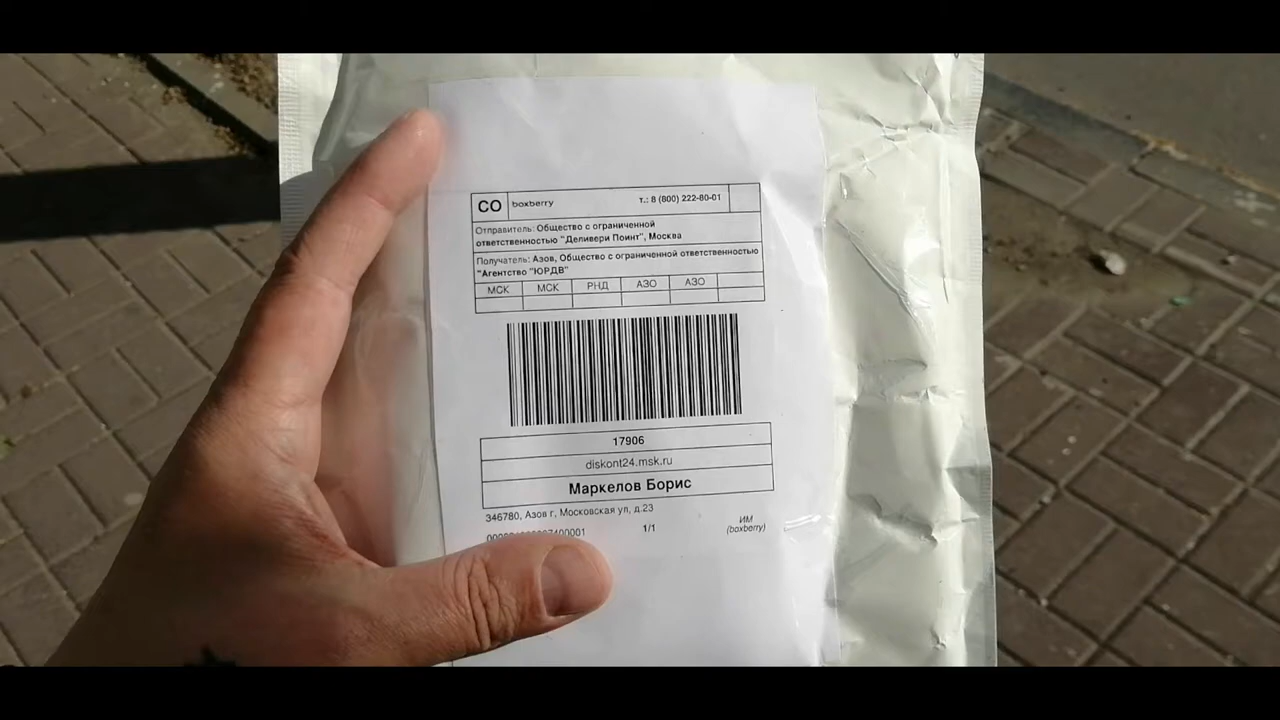 СО boxberry т.: 8 (800) 222-80-01
Отправитель: Общество с ограниченной
ответственностью "Деливери Поинт", Москва
Получатель: Азов, Общество с ограниченной ответственностью
"Агентство "ЮРДВ"
МСК МСК РНД АЗО АЗО
17906
diskont24.msk.ru
Маркелов Борис
346780, Азов г, Московская ул, д.23
1/1 ИМ
(boxberry)